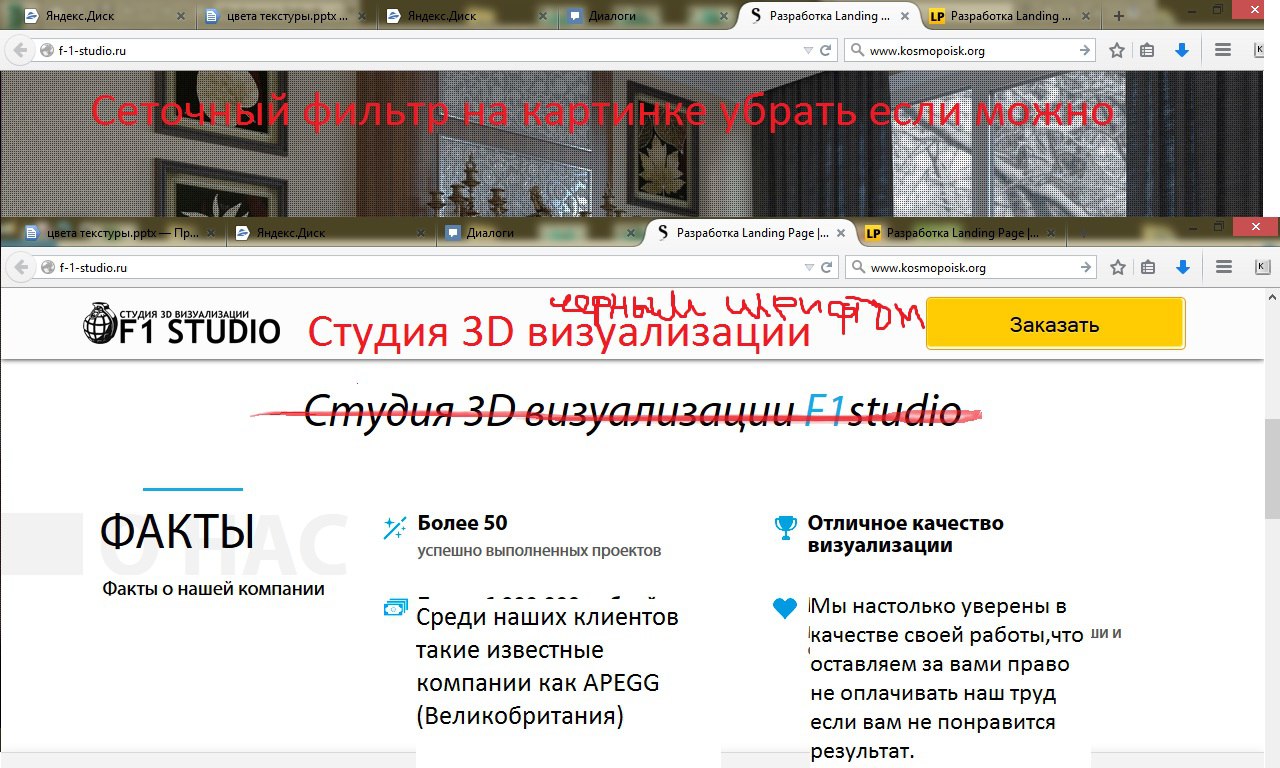 Яндекс.Диск
цвета текстуры.pptx ...
Яндекс.Диск
Диалоги
Разработка Landing ...
Разработка Landing ...
f-1-studio.ru
www.kosmopoisk.org
Сеточный фильтр на картинке убрать если можно
цвета текстуры.pptx — Пр...
Яндекс.Диск
Диалоги
Разработка Landing Page |...
Разработка Landing Page |...
f-1-studio.ru
www.kosmopoisk.org
черным шрифтом
СТУДИЯ 3D ВИЗУАЛИЗАЦИИ
F1 STUDIO
Студия 3D визуализации
Заказать
Студия 3D визуализации F1studio
О НАС
ФАКТЫ
Факты о нашей компании
Более 50
успешно выполненных проектов
Отличное качество
визуализации
Среди наших клиентов
такие известные
компании как APEGG
(Великобритания)
Мы настолько уверены в
качестве своей работы,что
оставляем за вами право
не оплачивать наш труд
если вам не понравится
результат.